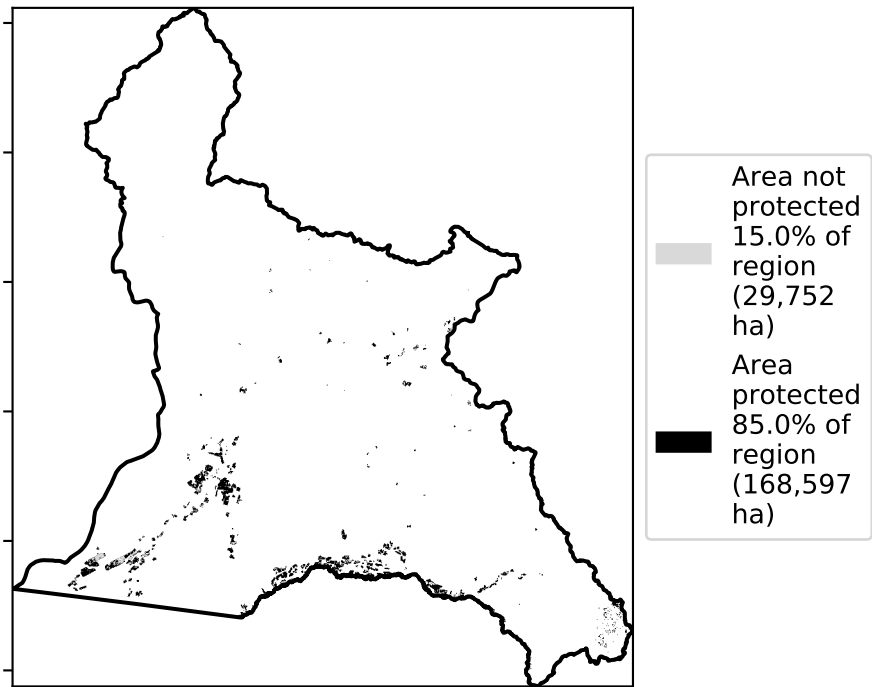 Area not
protected
15.0% of
region
(29,752
ha)
Area
protected
85.0% of
region
(168,597
ha)